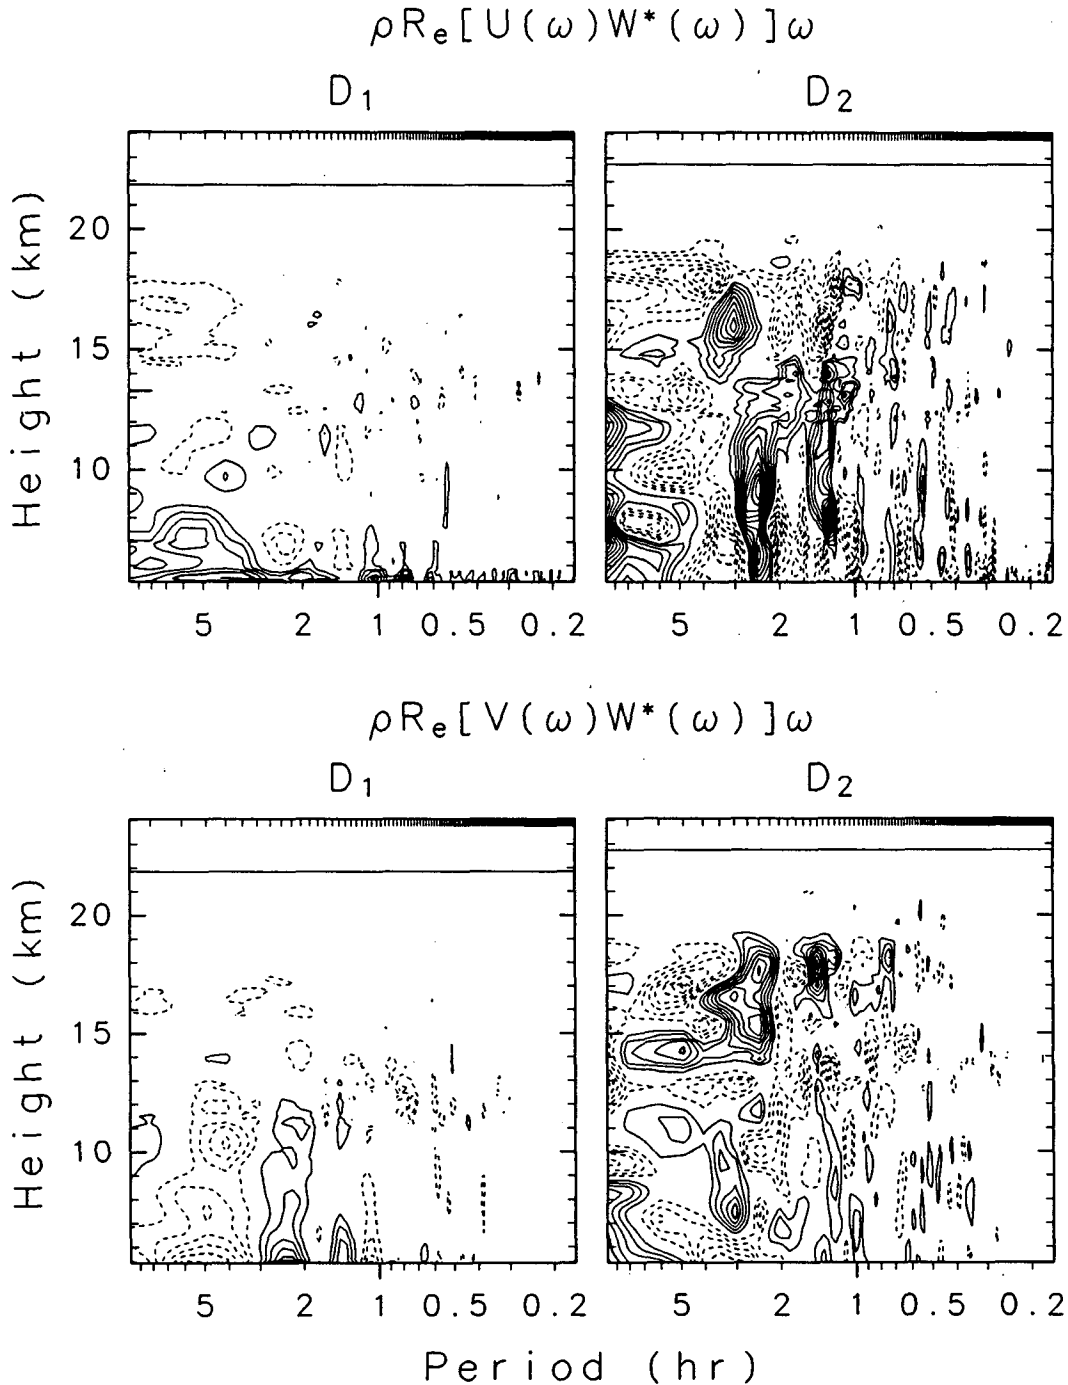 ρRe[U(ω)W*(ω)]ω
D1 D2
Height (km)
20
15
10
5 2 1 0.5 0.2 5 2 1 0.5 0.2
ρRe[V(ω)W*(ω)]ω
D1 D2
Height (km)
20
15
10
5 2 1 0.5 0.2 5 2 1 0.5 0.2
Period (hr)